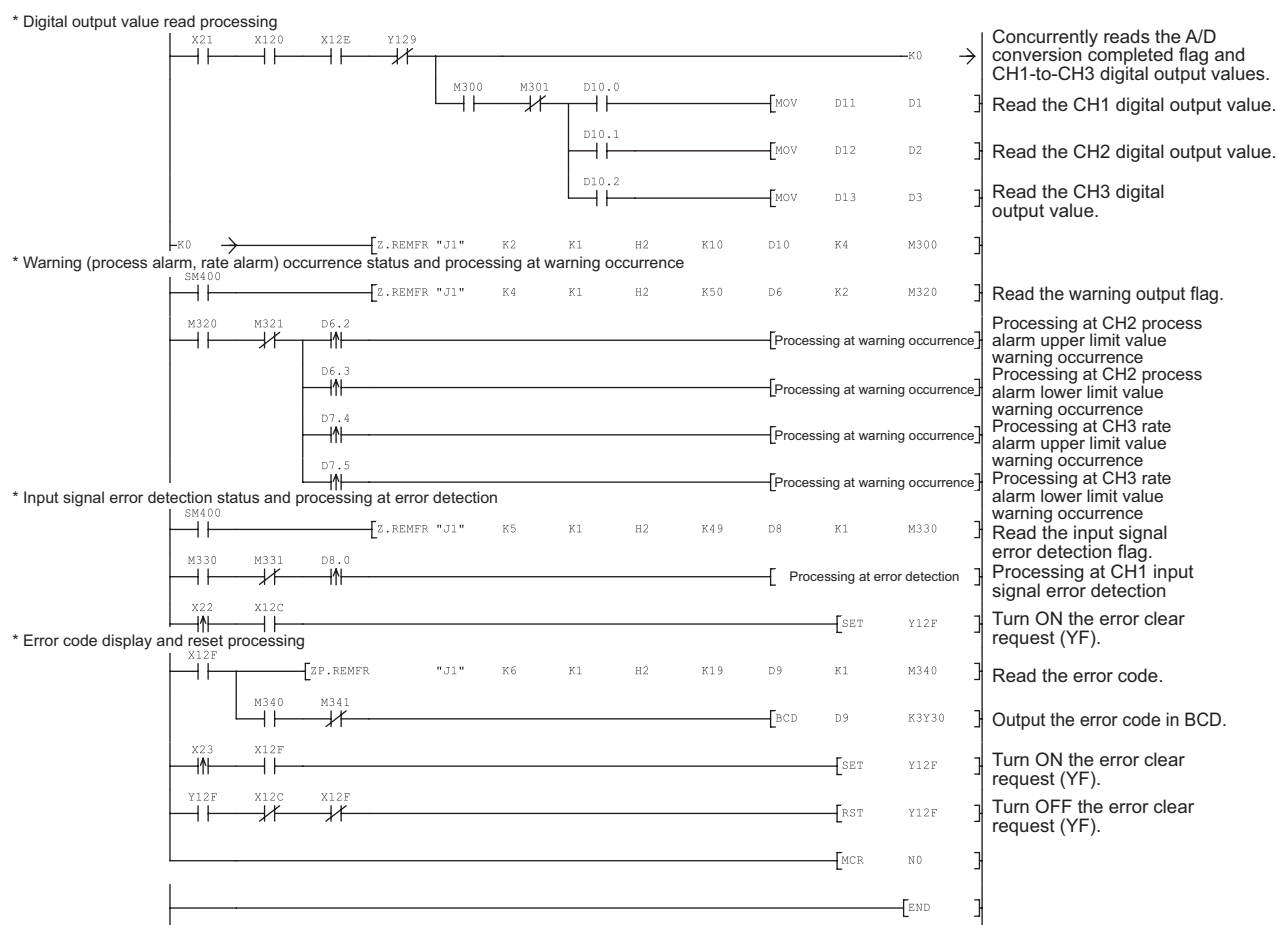 * Digital output value read processing
X21 X120 X12E Y129
K0
Concurrently reads the A/D
conversion completed flag and
CH1-to-CH3 digital output values.
M300 M301 D10.0
MOV D11 D1
Read the CH1 digital output value.
D10.1
MOV D12 D2
Read the CH2 digital output value.
D10.2
MOV D13 D3
Read the CH3 digital
output value.
K0 Z.REMFR "J1" K2 K1 H2 K10 D10 K4 M300
* Warning (process alarm, rate alarm) occurrence status and processing at warning occurrence
SM400
Z.REMFR "J1" K4 K1 H2 K50 D6 K2 M320
Read the warning output flag.
M320 M321 D6.2
Processing at warning occurrence
Processing at CH2 process
alarm upper limit value
warning occurrence
D6.3
Processing at warning occurrence
Processing at CH2 process
alarm lower limit value
warning occurrence
D7.4
Processing at warning occurrence
Processing at CH3 rate
alarm upper limit value
warning occurrence
D7.5
Processing at warning occurrence
Processing at CH3 rate
alarm lower limit value
warning occurrence
* Input signal error detection status and processing at error detection
SM400
Z.REMFR "J1" K5 K1 H2 K49 D8 K1 M330
Read the input signal
error detection flag.
M330 M331 D8.0
Processing at error detection
Processing at CH1 input
signal error detection
X22 X12C
SET Y12F
Turn ON the error clear
request (YF).
* Error code display and reset processing
X12F
ZP.REMFR "J1" K6 K1 H2 K19 D9 K1 M340
Read the error code.
M340 M341
BCD D9 K3Y30
Output the error code in BCD.
X23 X12F
SET Y12F
Turn ON the error clear
request (YF).
Y12F X12C X12F
RST Y12F
Turn OFF the error clear
request (YF).
MCR N0
END